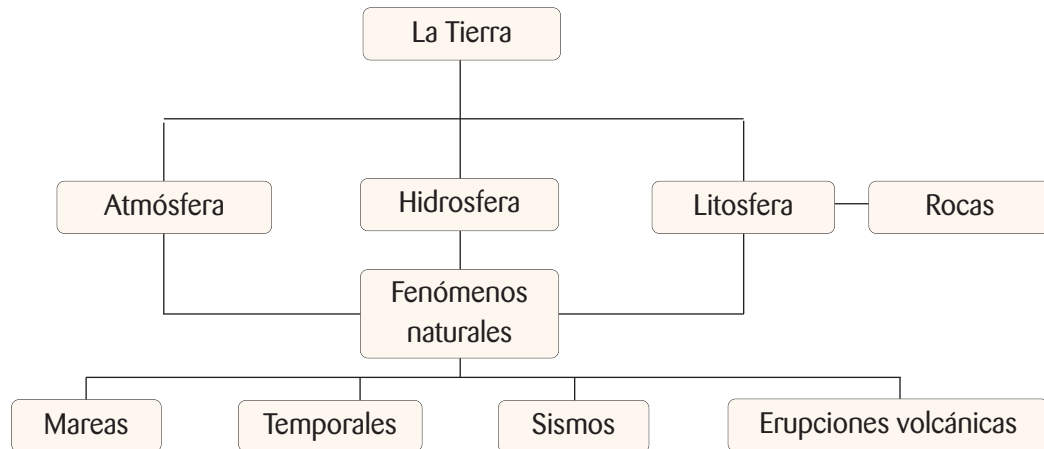 La Tierra
Atmósfera
Hidrosfera
Litosfera
Rocas
Fenómenos
naturales
Mareas
Temporales
Sismos
Erupciones volcánicas